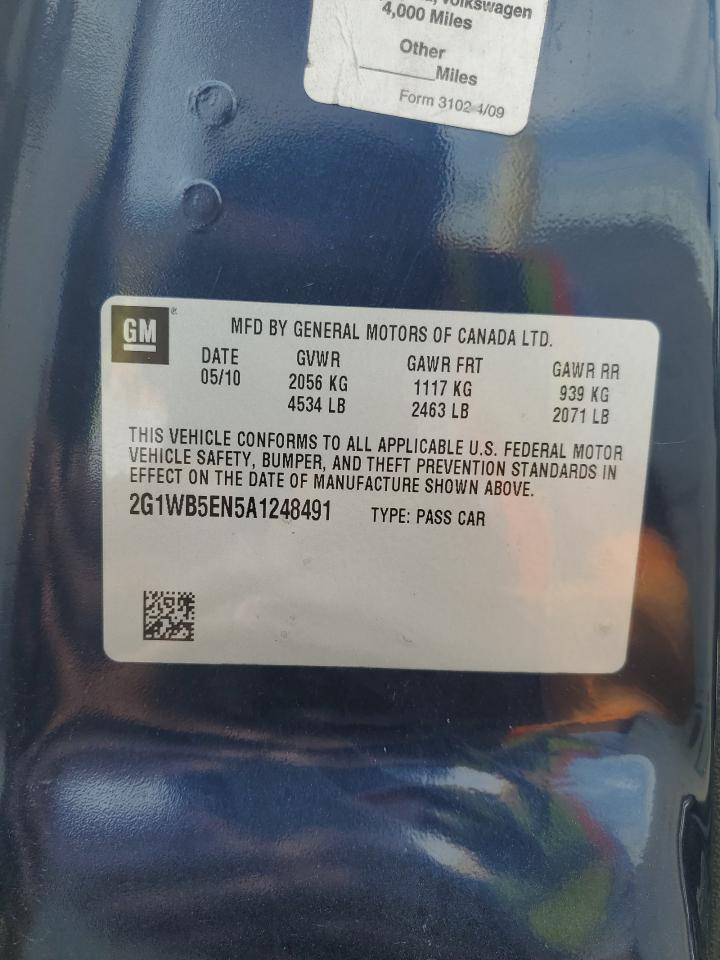 Volkswagen
4,000 Miles
Other
________Miles
Form 3102 4/09
GM®
MFD BY GENERAL MOTORS OF CANADA LTD.
DATE GVWR GAWR FRT GAWR RR
05/10 2056 KG 1117 KG 939 KG
4534 LB 2463 LB 2071 LB
THIS VEHICLE CONFORMS TO ALL APPLICABLE U.S. FEDERAL MOTOR
VEHICLE SAFETY, BUMPER, AND THEFT PREVENTION STANDARDS IN
EFFECT ON THE DATE OF MANUFACTURE SHOWN ABOVE.
2G1WB5EN5A1248491 TYPE: PASS CAR